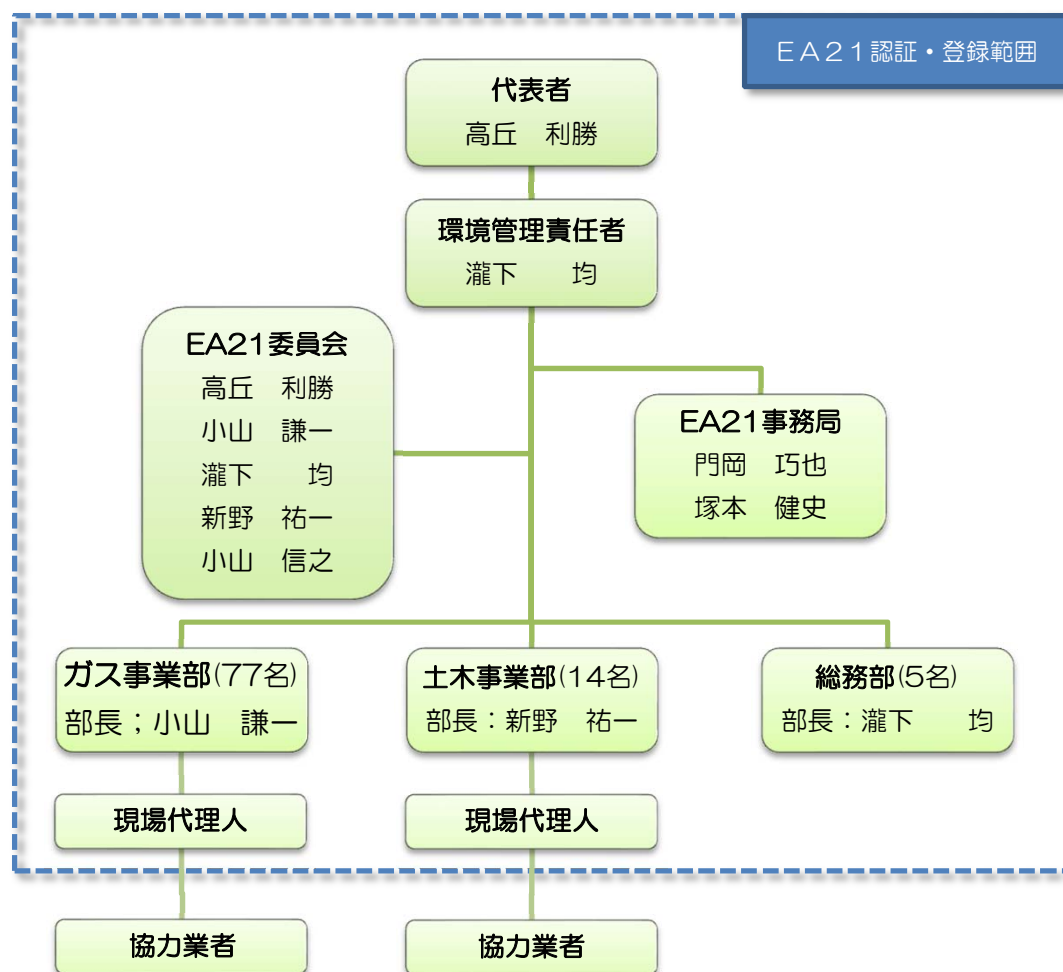 EA21認証・登録範囲
代表者
高丘 利勝
環境管理責任者
瀧下 均
EA21委員会
高丘 利勝
小山 謙一
瀧下 均
新野 祐一
小山 信之
EA21事務局
門岡 巧也
塚本 健史
ガス事業部(77名)
部長；小山 謙一
土木事業部(14名)
部長：新野 祐一
総務部(5名)
部長：瀧下 均
現場代理人
現場代理人
協力業者
協力業者